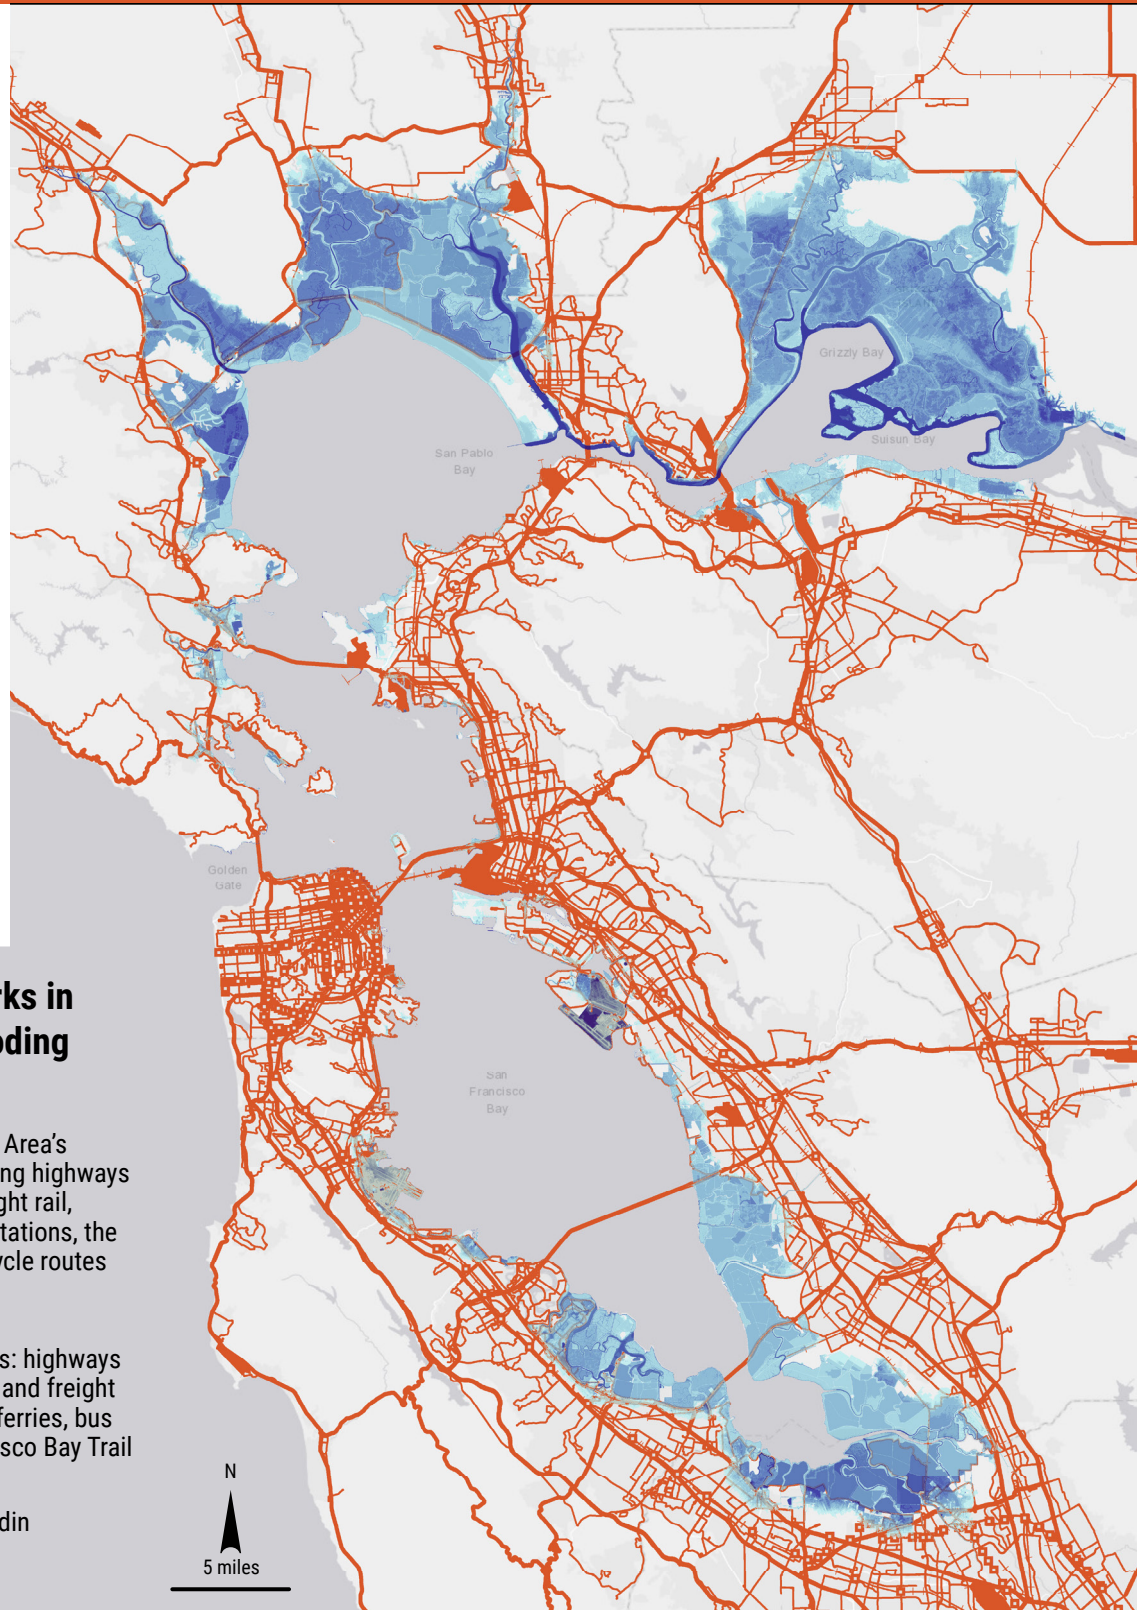 Grizzly Bay
Suisun Bay
San Pablo
Bay
Golden
Gate
San
Francisco
Bay
rks in
oding
Area’s
ng highways
ght rail,
tations, the
ycle routes
s: highways
and freight
ferries, bus
sco Bay Trail
din
N
5 miles